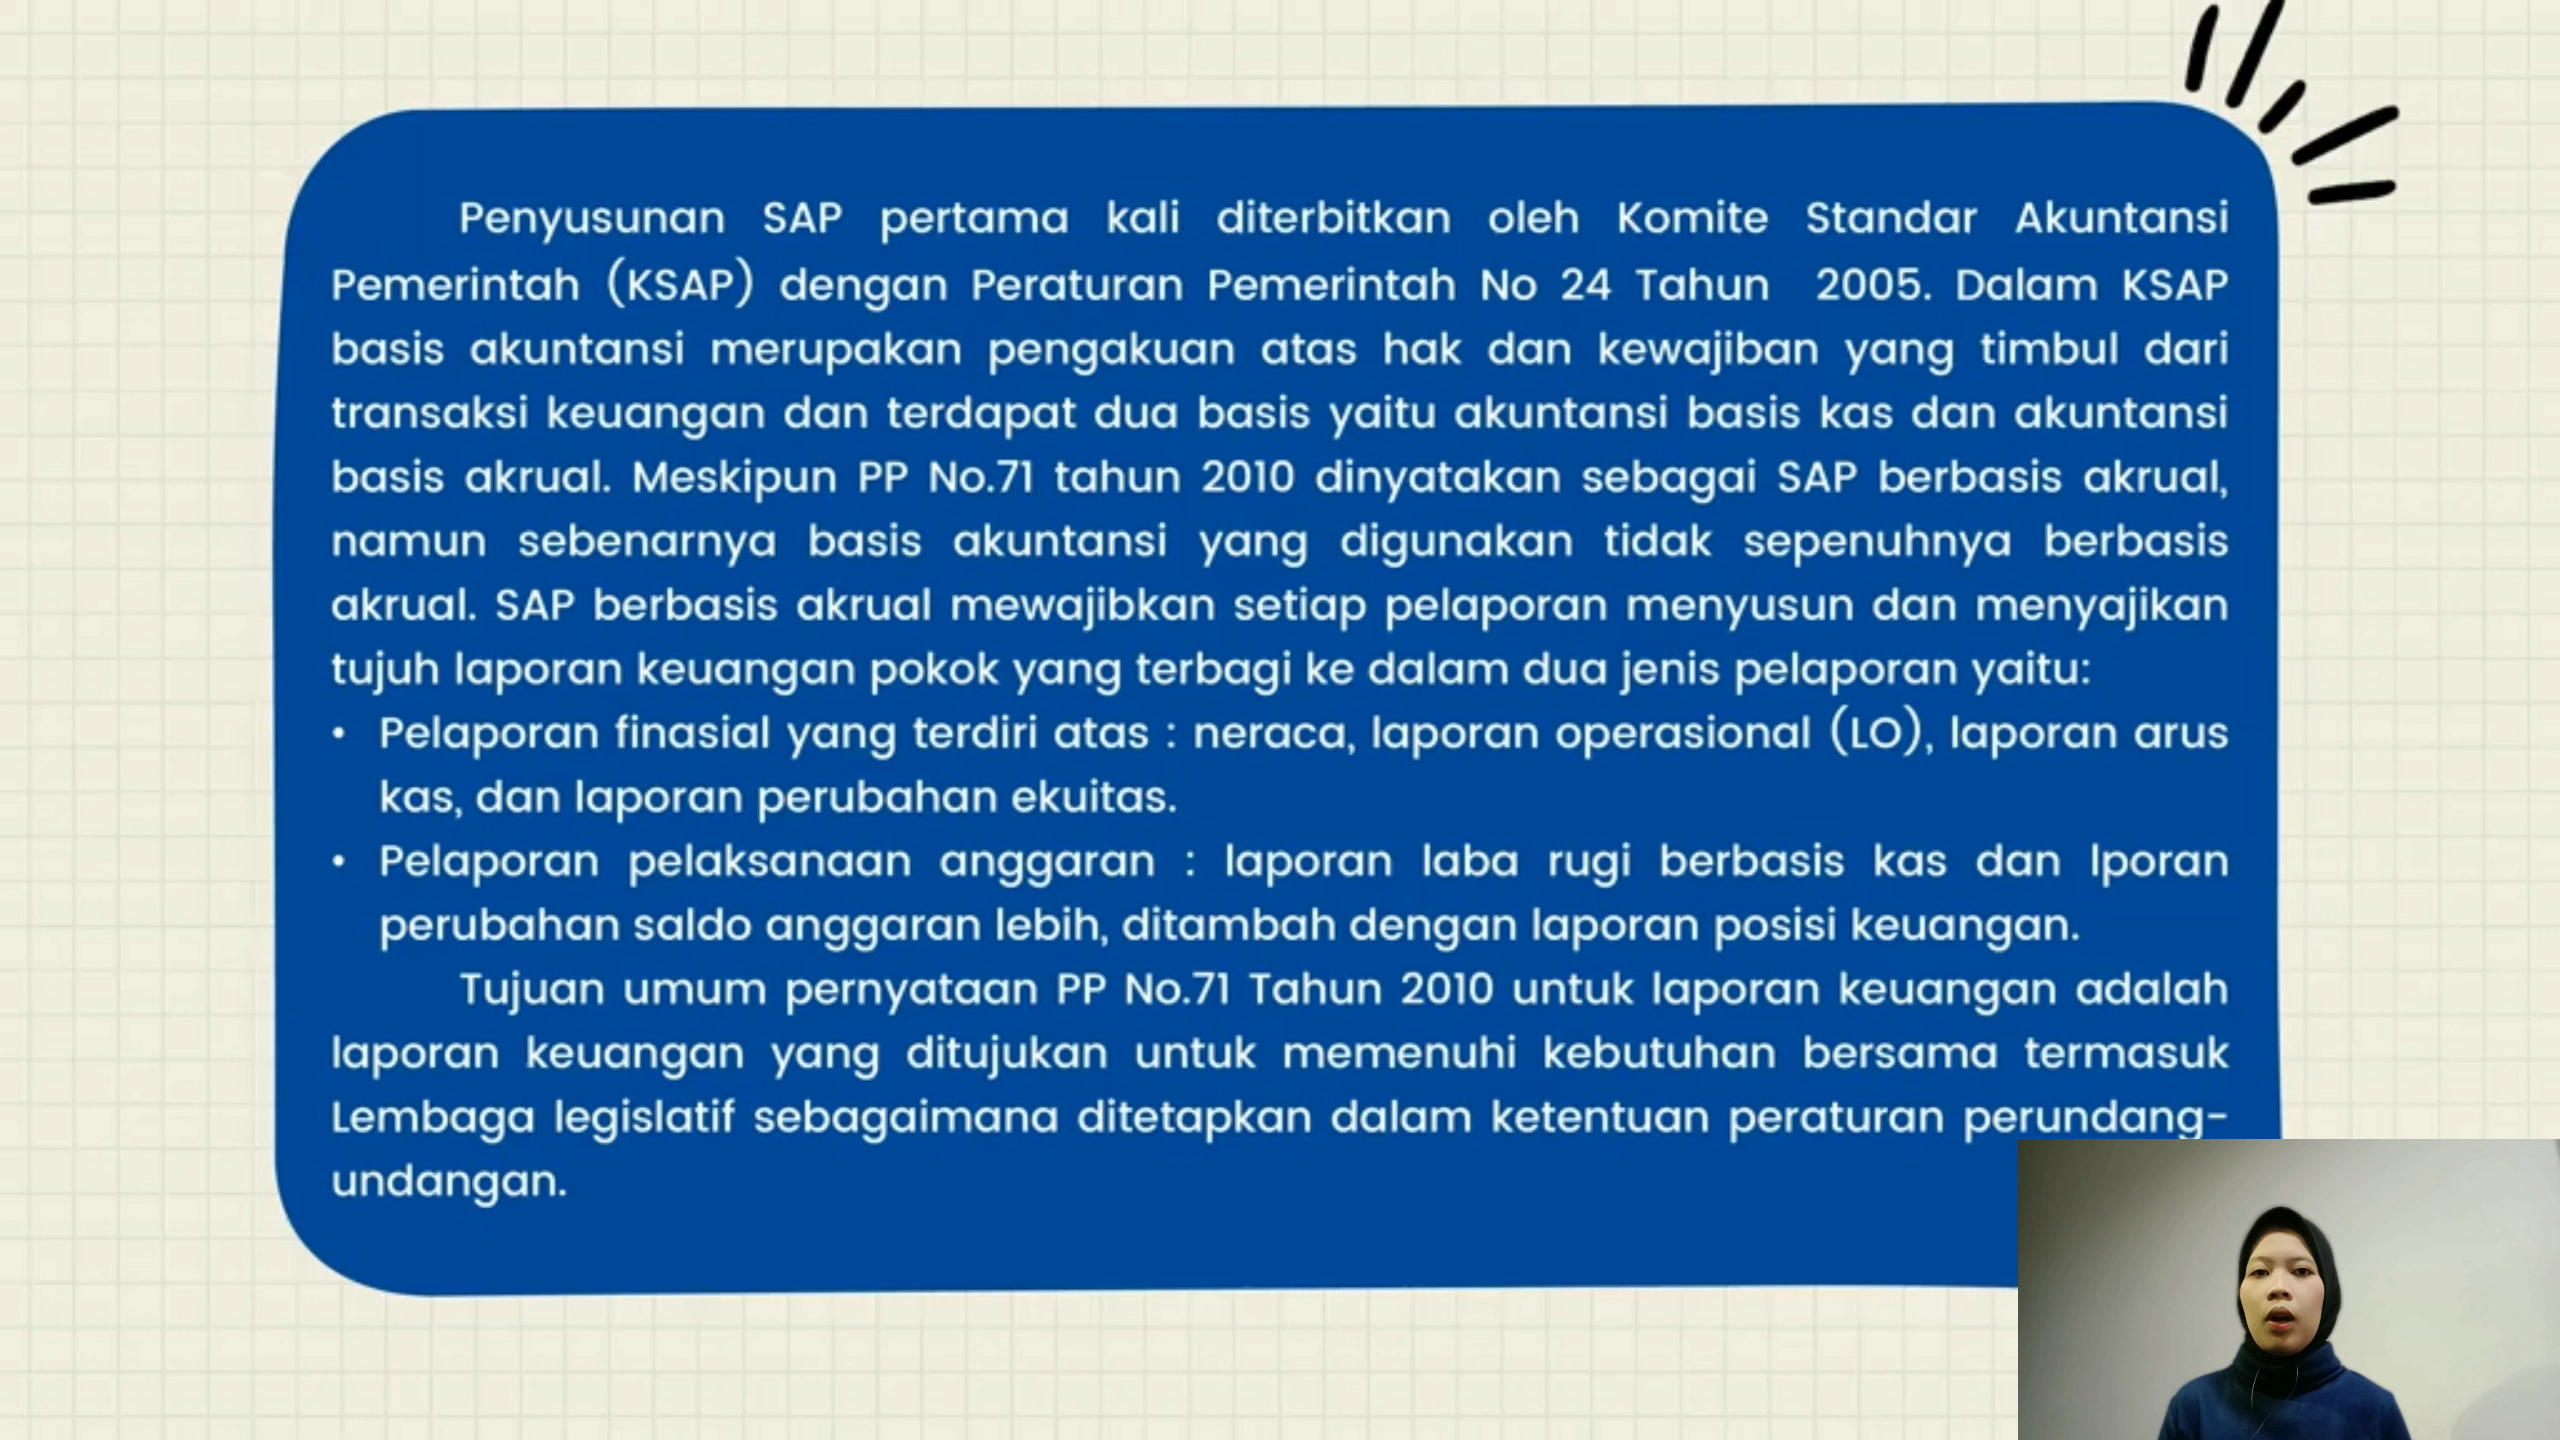 Penyusunan SAP pertama kali diterbitkan oleh Komite Standar Akuntansi
Pemerintah (KSAP) dengan Peraturan Pemerintah No 24 Tahun 2005. Dalam KSAP
basis akuntansi merupakan pengakuan atas hak dan kewajiban yang timbul dari
transaksi keuangan dan terdapat dua basis yaitu akuntansi basis kas dan akuntansi
basis akrual. Meskipun PP No.71 tahun 2010 dinyatakan sebagai SAP berbasis akrual,
namun sebenarnya basis akuntansi yang digunakan tidak sepenuhnya berbasis
akrual. SAP berbasis akrual mewajibkan setiap pelaporan menyusun dan menyajikan
tujuh laporan keuangan pokok yang terbagi ke dalam dua jenis pelaporan yaitu:
• Pelaporan finasial yang terdiri atas : neraca, laporan operasional (LO), laporan arus
kas, dan laporan perubahan ekuitas.
• Pelaporan pelaksanaan anggaran : laporan laba rugi berbasis kas dan lporan
perubahan saldo anggaran lebih, ditambah dengan laporan posisi keuangan.
Tujuan umum pernyataan PP No.71 Tahun 2010 untuk laporan keuangan adalah
laporan keuangan yang ditujukan untuk memenuhi kebutuhan bersama termasuk
Lembaga legislatif sebagaimana ditetapkan dalam ketentuan peraturan perundang-
undangan.